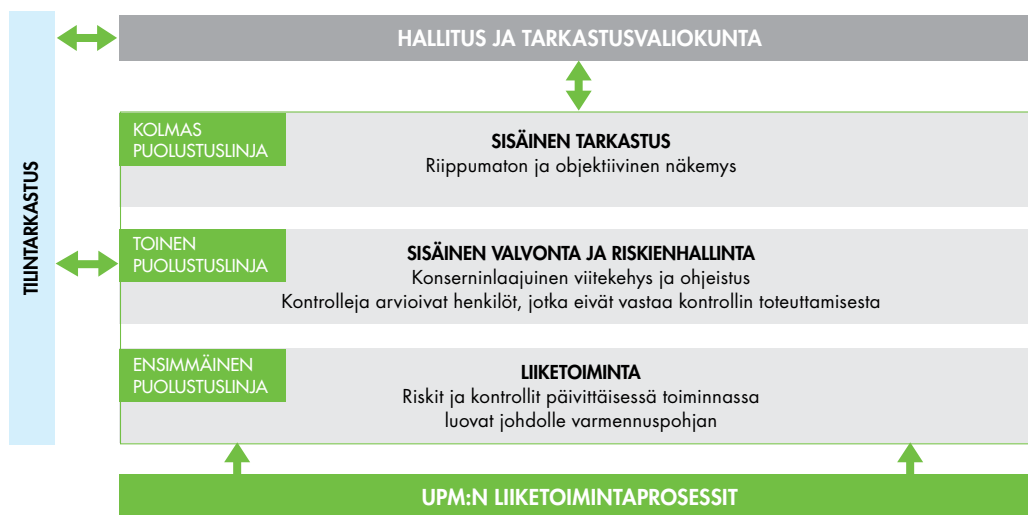 TILINTARKASTUS
HALLITUS JA TARKASTUSVALIOKUNTA
KOLMAS
PUOLUSTUSLINJA
SISÄINEN TARKASTUS
Riippumaton ja objektiivinen näkemys
TOINEN
PUOLUSTUSLINJA
SISÄINEN VALVONTA JA RISKIENHALLINTA
Konserninlaajuinen viitekehys ja ohjeistus
Kontrolleja arvioivat henkilöt, jotka eivät vastaa kontrollin toteuttamisesta
ENSIMMÄINEN
PUOLUSTUSLINJA
LIIKETOIMINTA
Riskit ja kontrollit päivittäisessä toiminnassa
luovat johdolle varmennuspohjan
UPM:N LIIKETOIMINTAPROSESSIT